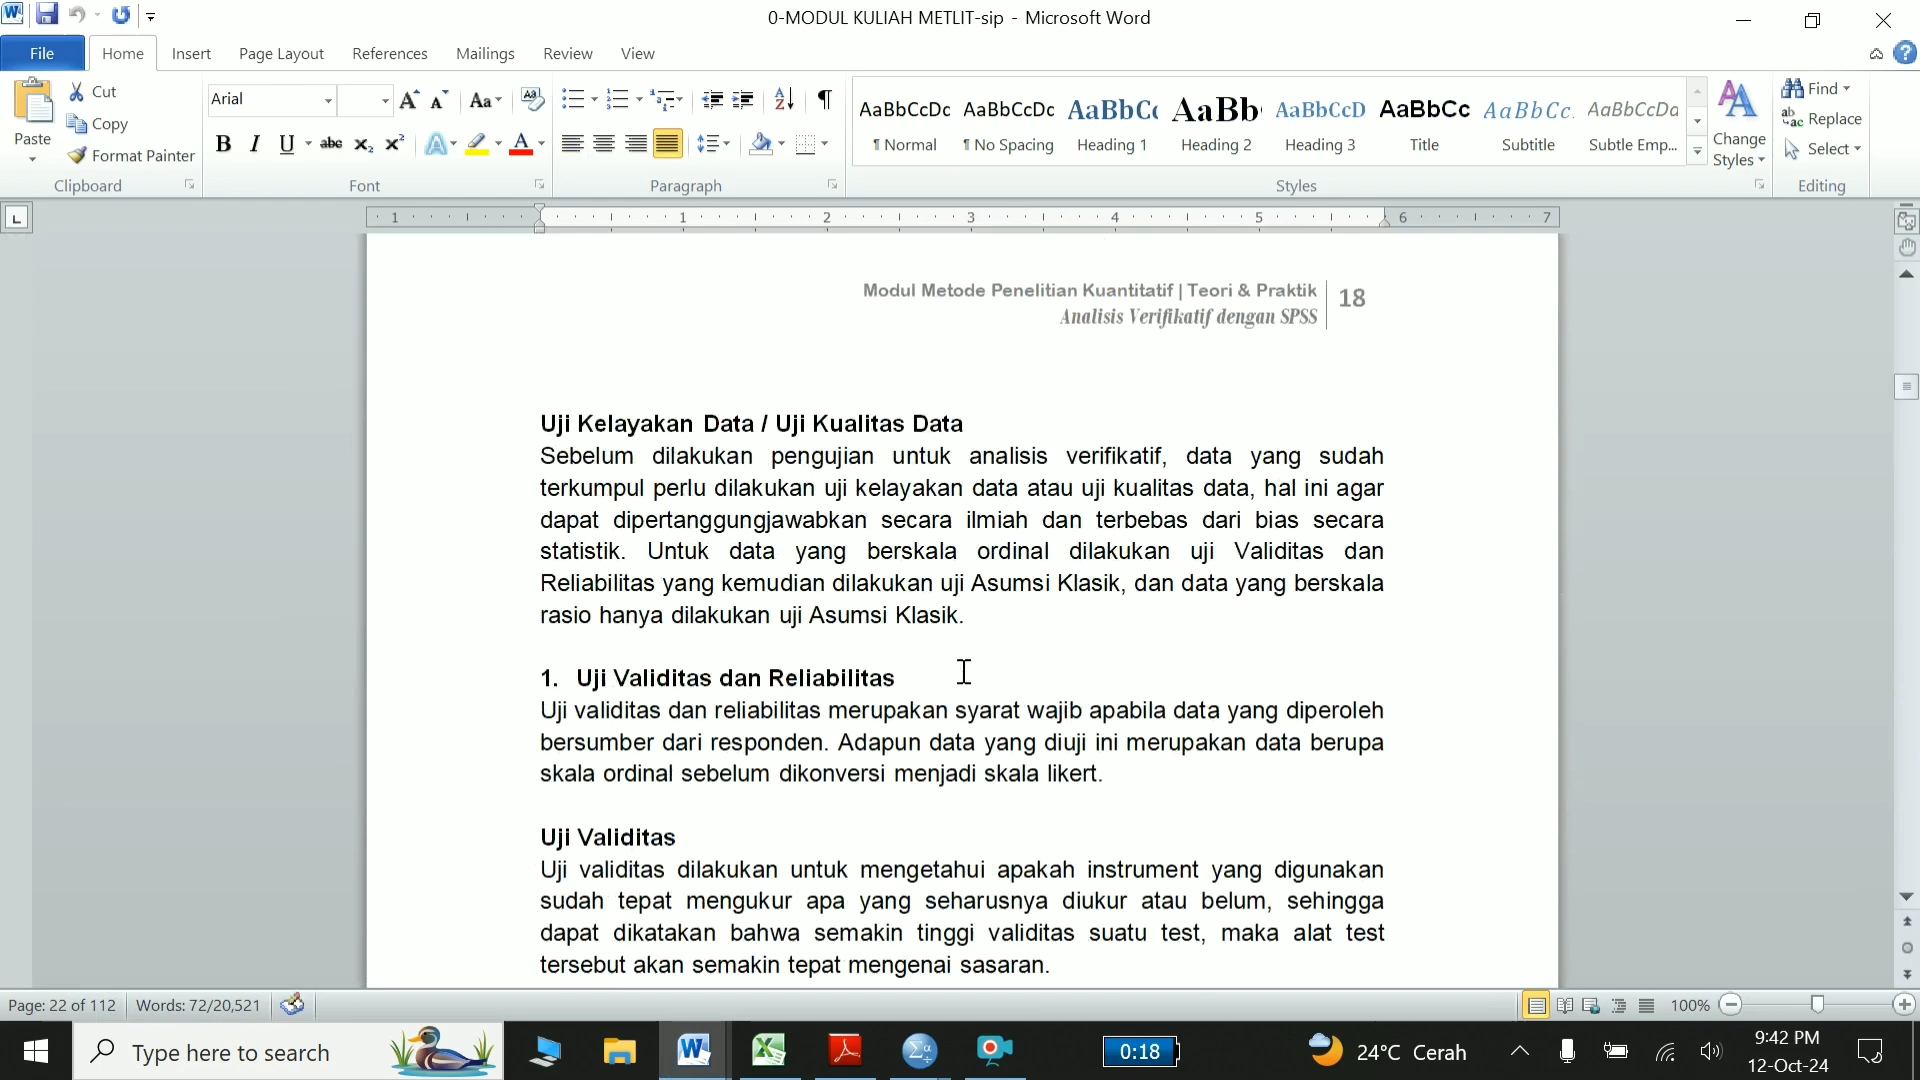 0-MODUL KULIAH METLIT-sip - Microsoft Word
File Home Insert Page Layout References Mailings Review View
Paste
Cut
Copy
Format Painter
Clipboard
Arial
Font
Paragraph
AaBbCcDc AaBbCcDc AaBbC AaBb AaBbCcD AaBbCc AaBbCc. AaBbCcDa
¶ Normal ¶ No Spacing Heading 1 Heading 2 Heading 3 Title Subtitle Subtle Emp...
Styles
Change
Styles
Find
Replace
Select
Editing
1 1 2 3 4 5 6 7
Modul Metode Penelitian Kuantitatif | Teori & Praktik 18
Analisis Verifikatif dengan SPSS
Uji Kelayakan Data / Uji Kualitas Data
Sebelum dilakukan pengujian untuk analisis verifikatif, data yang sudah
terkumpul perlu dilakukan uji kelayakan data atau uji kualitas data, hal ini agar
dapat dipertanggungjawabkan secara ilmiah dan terbebas dari bias secara
statistik. Untuk data yang berskala ordinal dilakukan uji Validitas dan
Reliabilitas yang kemudian dilakukan uji Asumsi Klasik, dan data yang berskala
rasio hanya dilakukan uji Asumsi Klasik.
1. Uji Validitas dan Reliabilitas
Uji validitas dan reliabilitas merupakan syarat wajib apabila data yang diperoleh
bersumber dari responden. Adapun data yang diuji ini merupakan data berupa
skala ordinal sebelum dikonversi menjadi skala likert.
Uji Validitas
Uji validitas dilakukan untuk mengetahui apakah instrument yang digunakan
sudah tepat mengukur apa yang seharusnya diukur atau belum, sehingga
dapat dikatakan bahwa semakin tinggi validitas suatu test, maka alat test
tersebut akan semakin tepat mengenai sasaran.
Page: 22 of 112 Words: 72/20,521 100%
Type here to search 0:18 24°C Cerah 9:42 PM
12-Oct-24